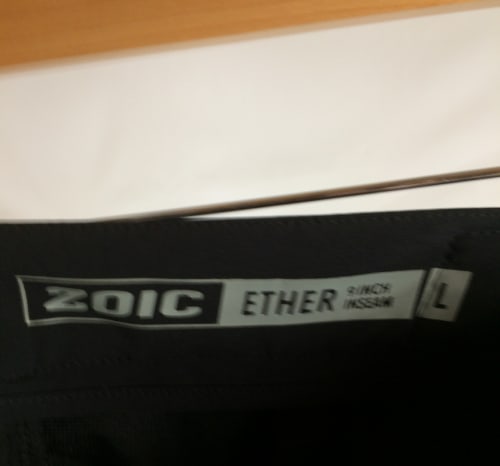 ZOIC ETHER 9 INCH
INSEAM L